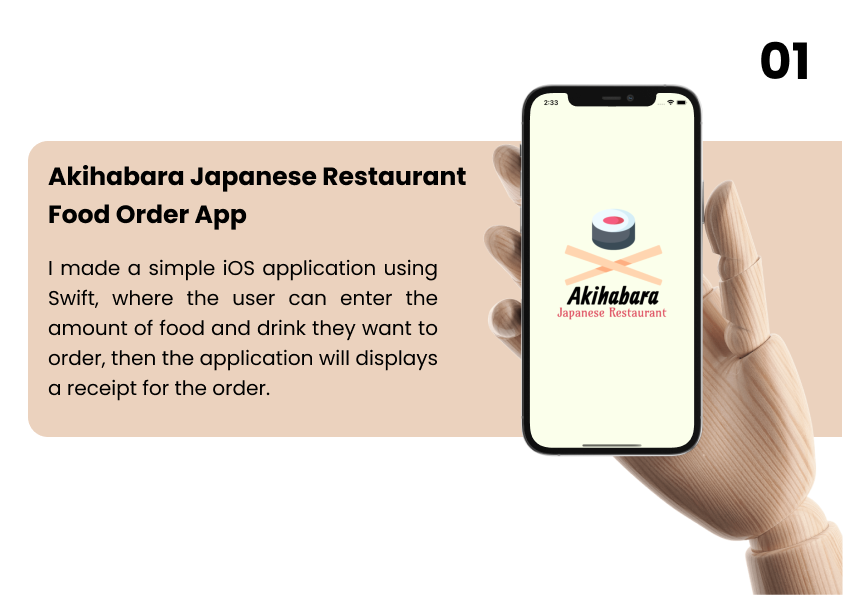 01
2:33
Akihabara Japanese Restaurant
Food Order App
I made a simple iOS application using
Swift, where the user can enter the
amount of food and drink they want to
order, then the application will displays
a receipt for the order.
Akihabara
Japanese Restaurant